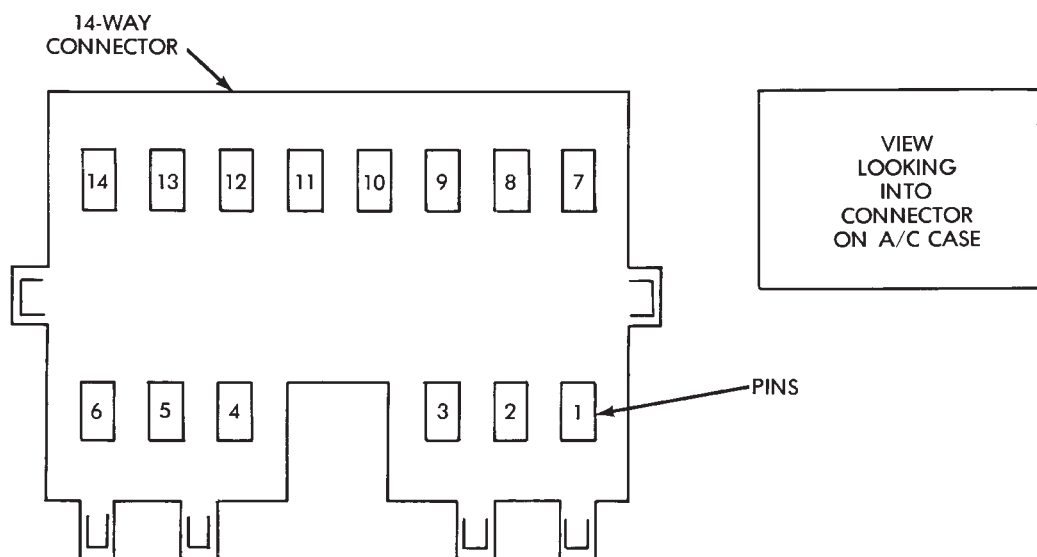 14-WAY
CONNECTOR
14 13 12 11 10 9 8 7
VIEW
LOOKING
INTO
CONNECTOR
ON A/C CASE
6 5 4 3 2 1
PINS